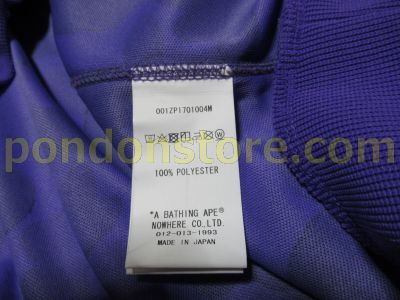 001ZPI701004M
pondonstore.com
100% POLYESTER
"A BATHING APE®
NOWHERE CO.,LTD.
012-013-1993
MADE IN JAPAN